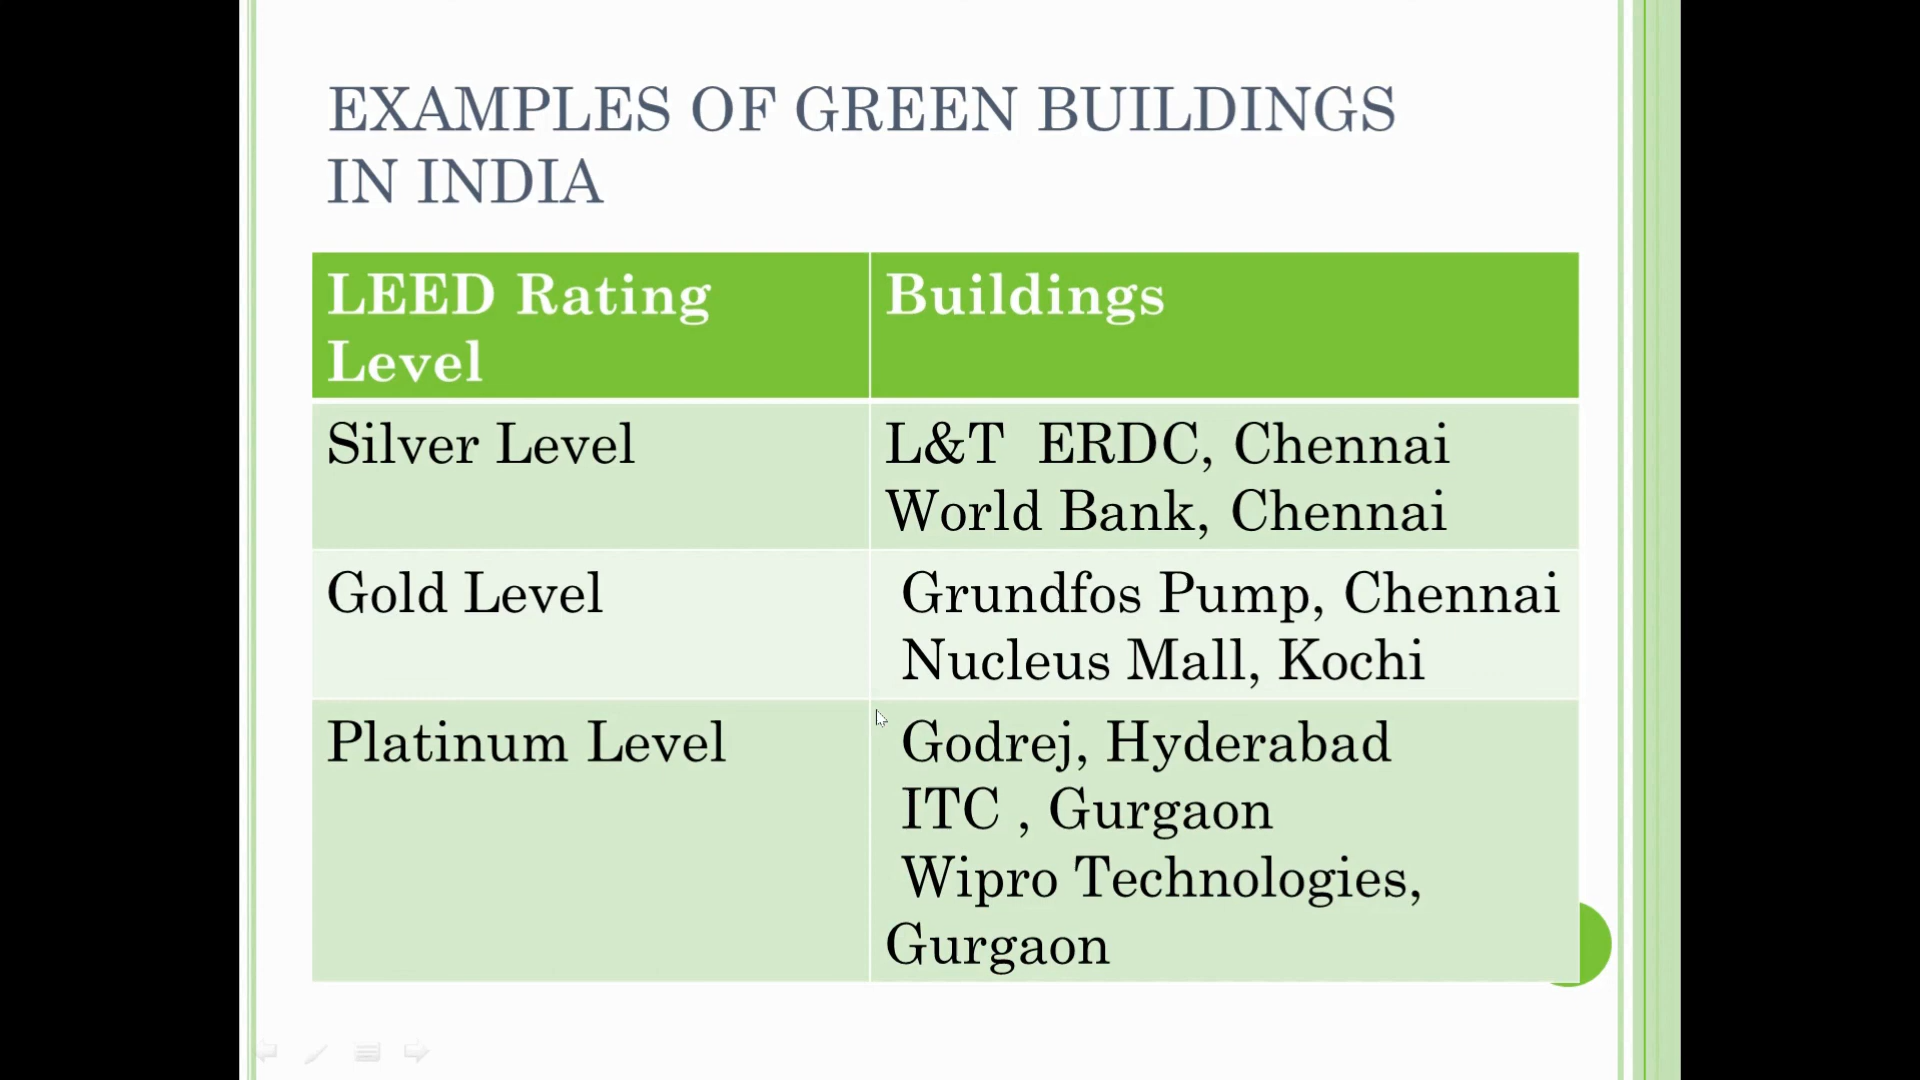 EXAMPLES OF GREEN BUILDINGS
IN INDIA
LEED Rating
Level
Buildings
Silver Level
L&T ERDC, Chennai
World Bank, Chennai
Gold Level
Grundfos Pump, Chennai
Nucleus Mall, Kochi
Platinum Level
Godrej, Hyderabad
ITC , Gurgaon
Wipro Technologies,
Gurgaon